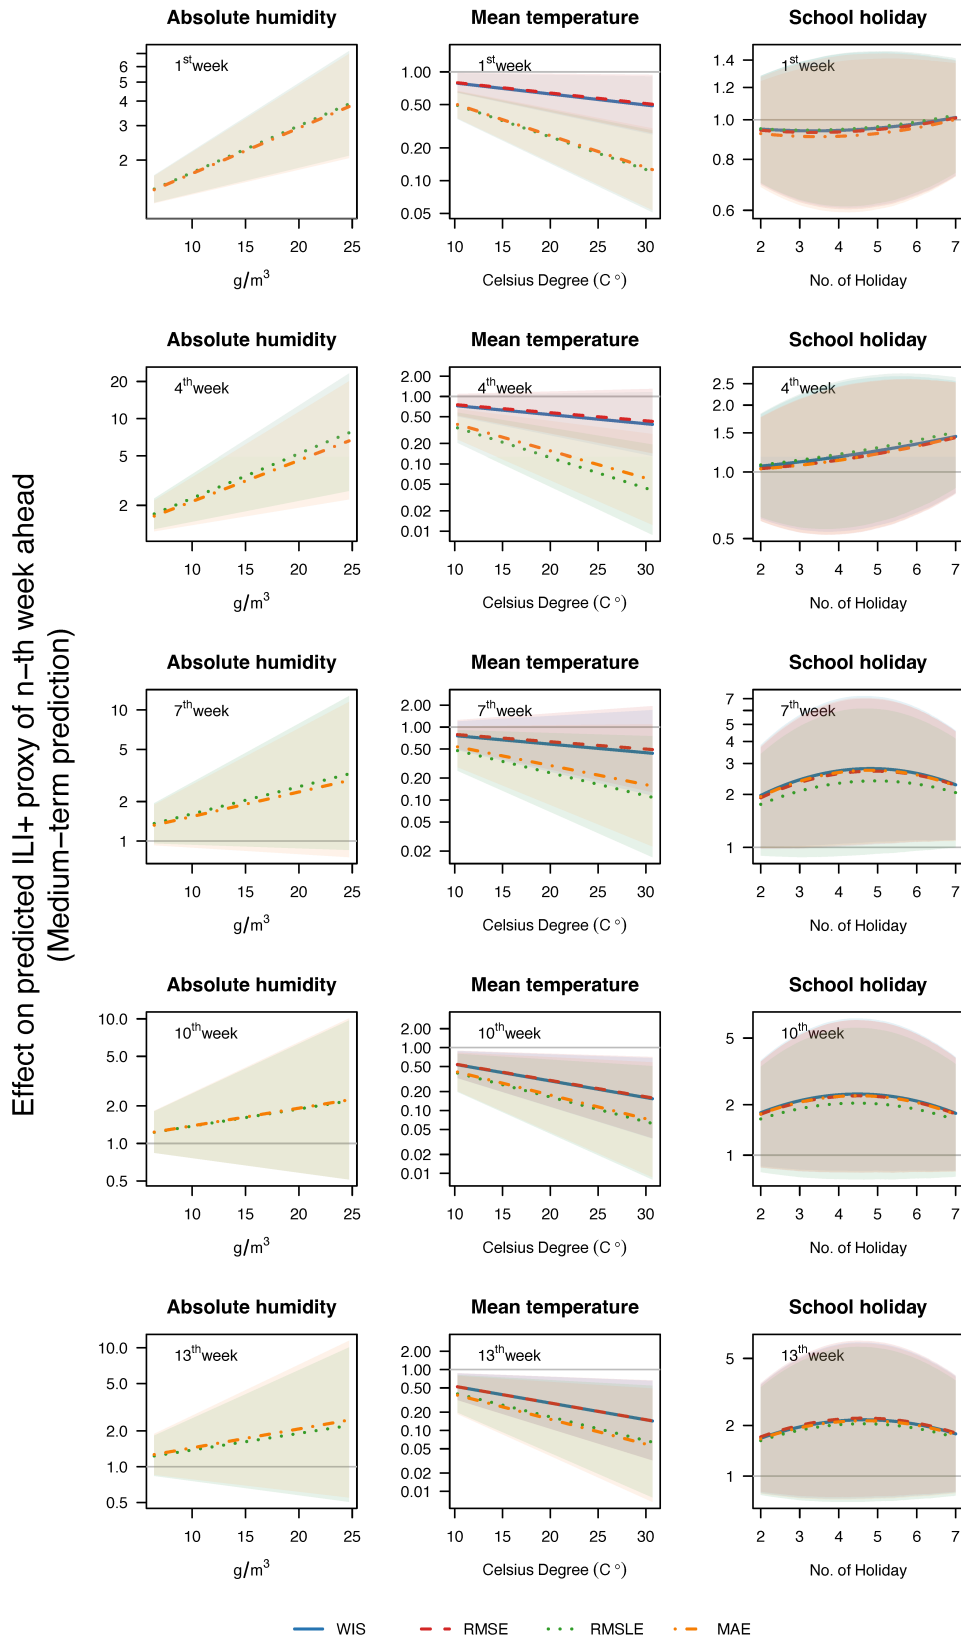 Effect on predicted ILI+ proxy of n−th week ahead
(Medium−term prediction)
Absolute humidity
1st week
6
5
4
3
2
10 15 20 25
g/m3
Mean temperature
1st week
1.00
0.50
0.20
0.10
0.05
10 15 20 25 30
Celsius Degree (C °)
School holiday
1st week
1.4
1.2
1.0
0.8
0.6
2 3 4 5 6 7
No. of Holiday
Absolute humidity
4th week
20
10
5
2
10 15 20 25
g/m3
Mean temperature
4th week
2.00
1.00
0.50
0.20
0.10
0.05
0.02
0.01
10 15 20 25 30
Celsius Degree (C °)
School holiday
4th week
2.5
2.0
1.5
1.0
0.5
2 3 4 5 6 7
No. of Holiday
Absolute humidity
7th week
10
5
2
1
10 15 20 25
g/m3
Mean temperature
7th week
2.00
1.00
0.50
0.20
0.10
0.05
0.02
10 15 20 25 30
Celsius Degree (C °)
School holiday
7th week
7
5
4
3
2
1
2 3 4 5 6 7
No. of Holiday
Absolute humidity
10th week
10.0
5.0
2.0
1.0
0.5
10 15 20 25
g/m3
Mean temperature
10th week
2.00
1.00
0.50
0.20
0.10
0.05
0.02
0.01
10 15 20 25 30
Celsius Degree (C °)
School holiday
10th week
5
2
1
2 3 4 5 6 7
No. of Holiday
Absolute humidity
13th week
10.0
5.0
2.0
1.0
0.5
10 15 20 25
g/m3
Mean temperature
13th week
2.00
1.00
0.50
0.20
0.10
0.05
0.02
0.01
10 15 20 25 30
Celsius Degree (C °)
School holiday
13th week
5
2
1
2 3 4 5 6 7
No. of Holiday
WIS RMSE RMSLE MAE